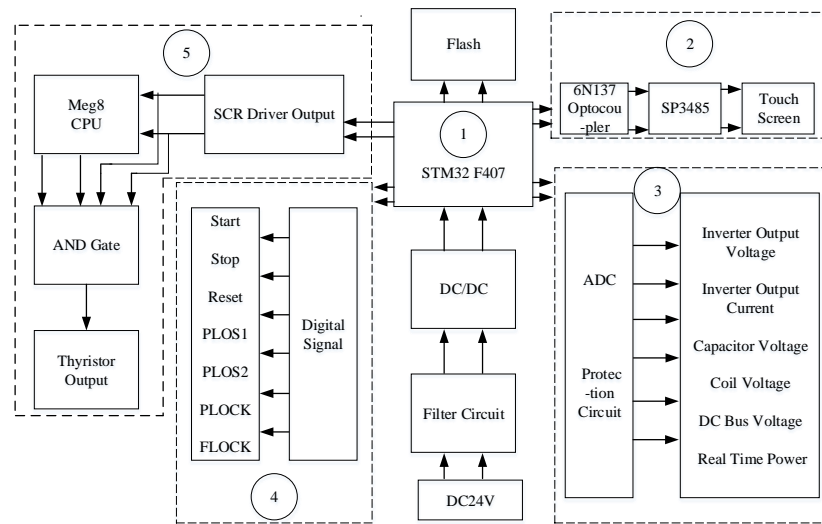 5
Meg8
CPU
SCR Driver Output
AND Gate
Thyristor
Output
Flash
1
STM32 F407
DC/DC
Filter Circuit
DC24V
2
6N137
Optocou
-pler
SP3485
Touch
Screen
3
ADC
Protec
-tion
Circuit
Inverter Output
Voltage
Inverter Output
Current
Capacitor Voltage
Coil Voltage
DC Bus Voltage
Real Time Power
Start
Stop
Reset
PLOS1
PLOS2
PLOCK
FLOCK
Digital
Signal
4